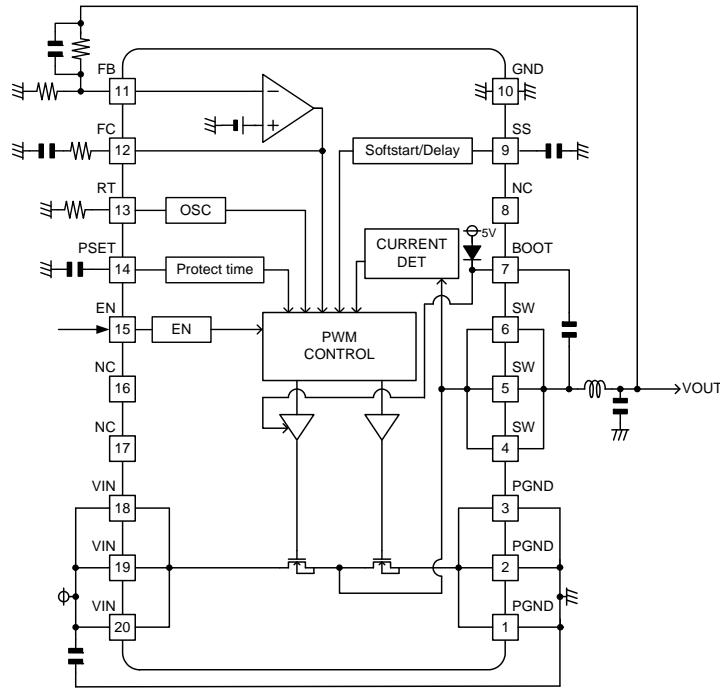 FB
11
−
+
GND
10
FC
12
Softstart/Delay
SS
9
RT
13
OSC
NC
8
PSET
14
Protect time
CURRENT
DET
5V
BOOT
7
EN
15
EN
PWM
CONTROL
SW
6
NC
16
SW
5
VOUT
NC
17
SW
4
VIN
18
PGND
3
VIN
19
PGND
2
VIN
20
PGND
1